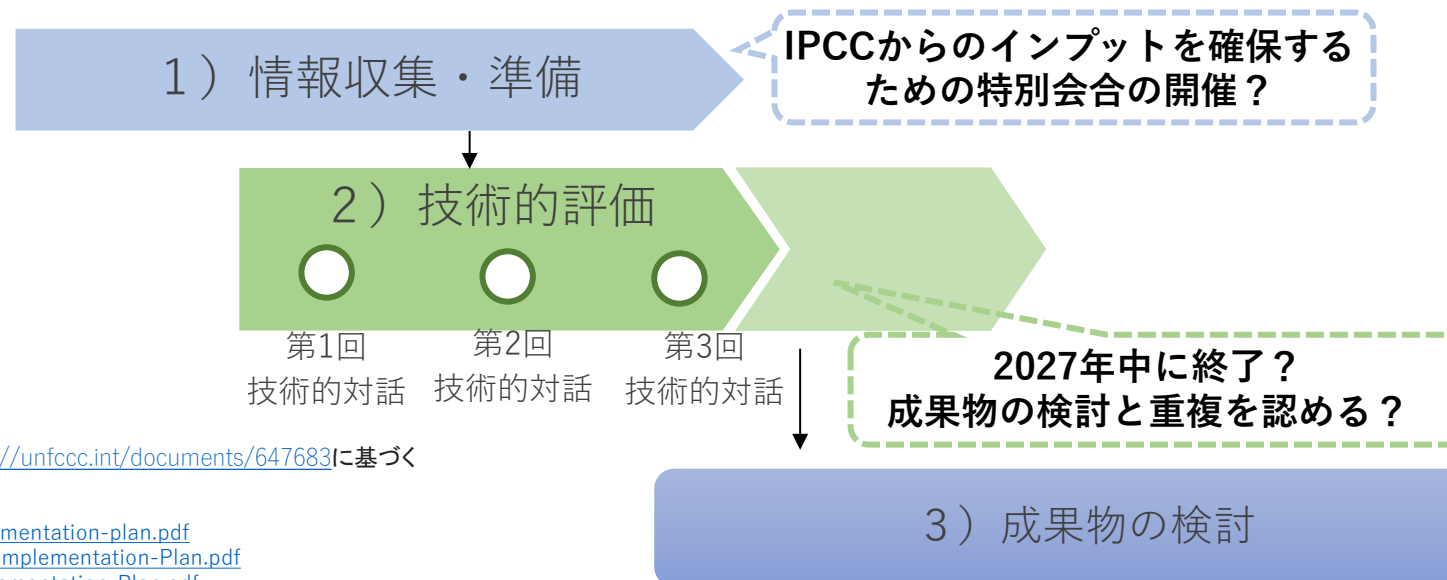 1）情報収集・準備
IPCCからのインプットを確保する
ための特別会合の開催？
2）技術的評価
第1回
技術的対話
第2回
技術的対話
第3回
技術的対話
2027年中に終了？
成果物の検討と重複を認める？
//unfccc.int/documents/647683に基づく
mentation-plan.pdf
mplementation-Plan.pdf
3）成果物の検討